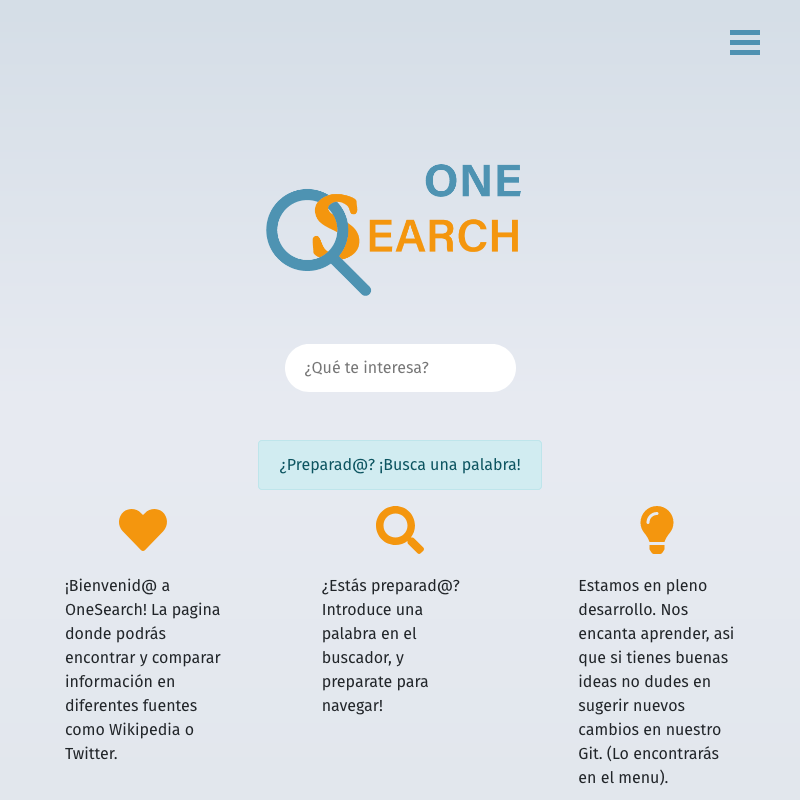 ONE
SEARCH
¿Qué te interesa?
¿Preparad@? ¡Busca una palabra!
¡Bienvenid@ a
OneSearch! La pagina
donde podrás
encontrar y comparar
información en
diferentes fuentes
como Wikipedia o
Twitter.
¿Estás preparad@?
Introduce una
palabra en el
buscador, y
preparate para
navegar!
Estamos en pleno
desarrollo. Nos
encanta aprender, asi
que si tienes buenas
ideas no dudes en
sugerir nuevos
cambios en nuestro
Git. (Lo encontrarás
en el menu).